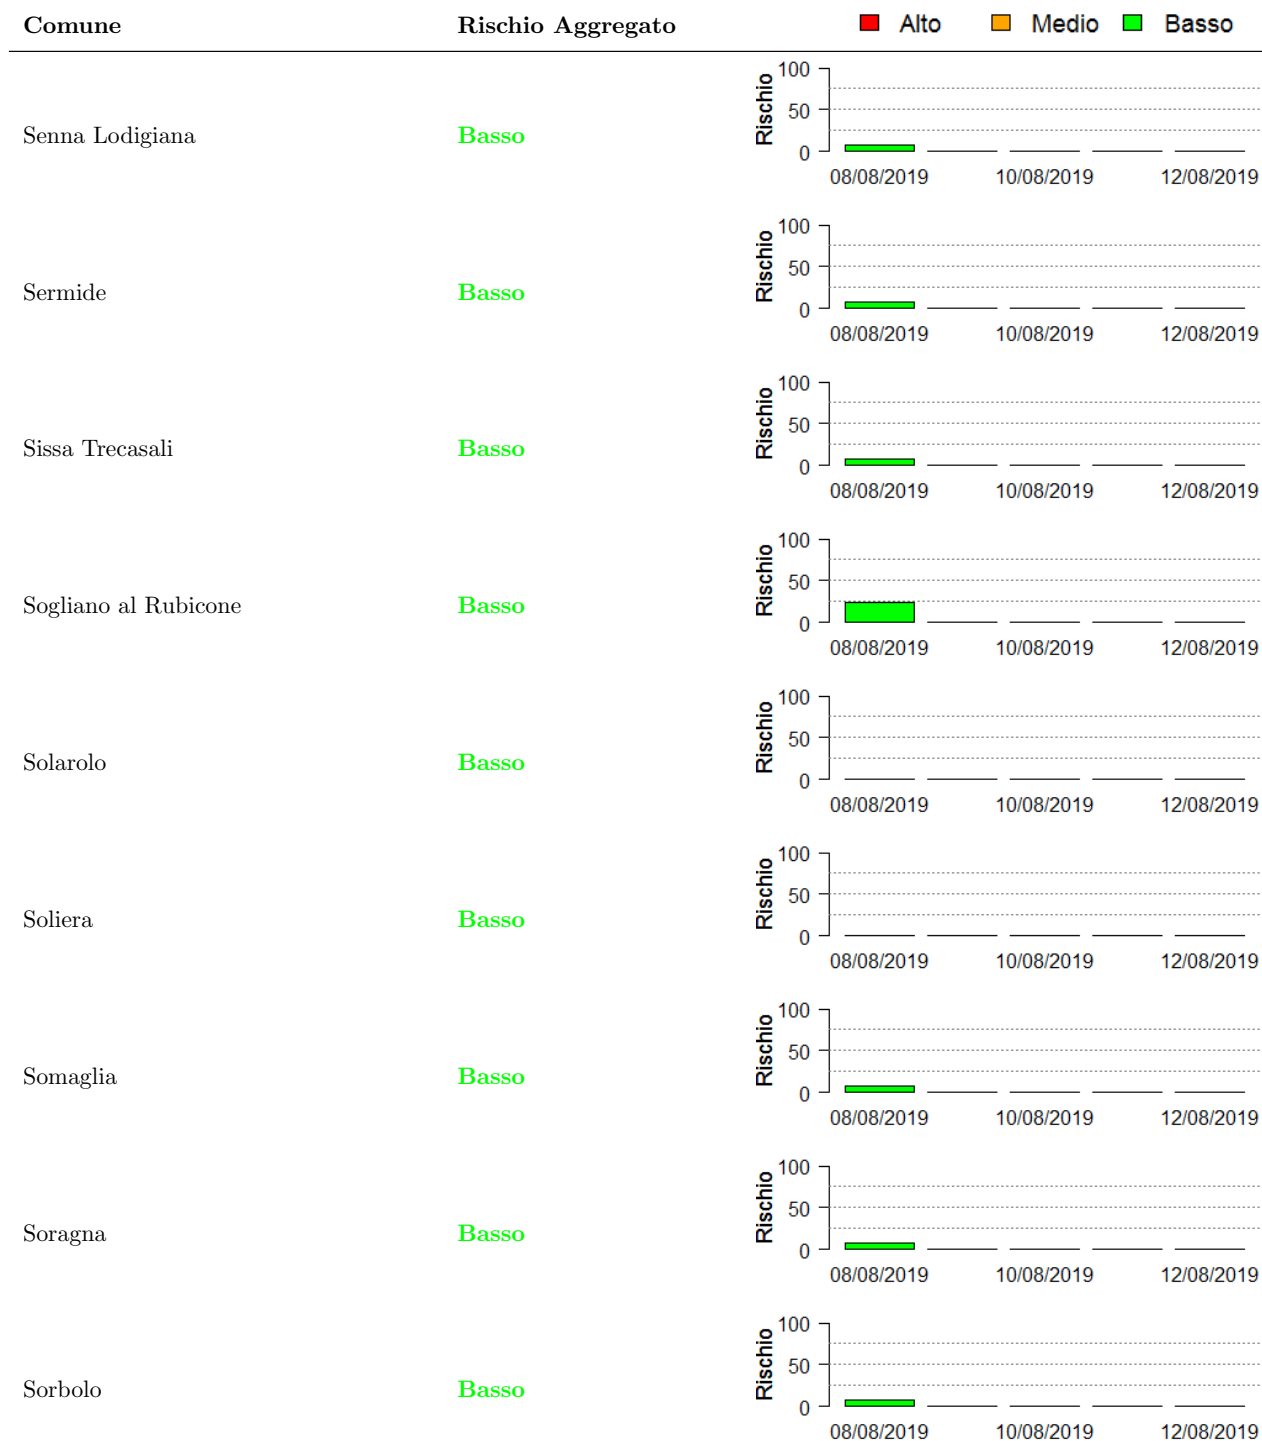 Comune Rischio Aggregato Alto Medio Basso
Senna Lodigiana Basso Rischio 100 50 0
08/08/2019 10/08/2019 12/08/2019
Sermide Basso Rischio 100 50 0
08/08/2019 10/08/2019 12/08/2019
Sissa Trecasali Basso Rischio 100 50 0
08/08/2019 10/08/2019 12/08/2019
Sogliano al Rubicone Basso Rischio 100 50 0
08/08/2019 10/08/2019 12/08/2019
Solarolo Basso Rischio 100 50 0
08/08/2019 10/08/2019 12/08/2019
Soliera Basso Rischio 100 50 0
08/08/2019 10/08/2019 12/08/2019
Somaglia Basso Rischio 100 50 0
08/08/2019 10/08/2019 12/08/2019
Soragna Basso Rischio 100 50 0
08/08/2019 10/08/2019 12/08/2019
Sorbolo Basso Rischio 100 50 0
08/08/2019 10/08/2019 12/08/2019